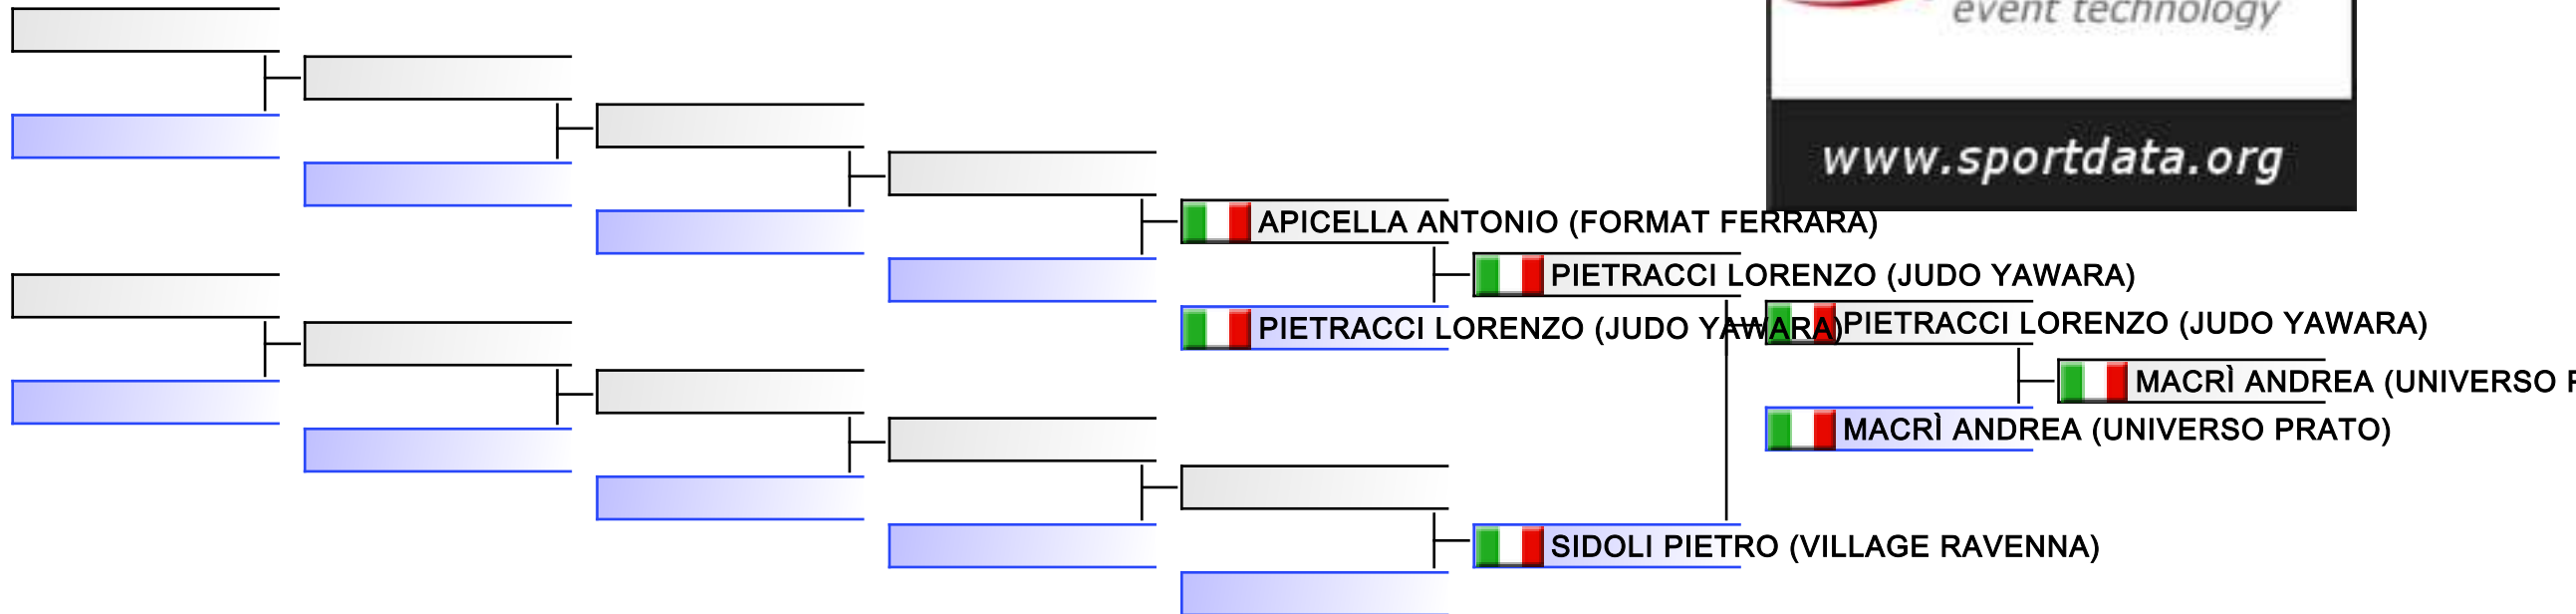 event technology
www.sportdata.org
APICELLA ANTONIO (FORMAT FERRARA)
PIETRACCI LORENZO (JUDO YAWARA)
PIETRACCI LORENZO (JUDO YAWARA)
PIETRACCI LORENZO (JUDO YAWARA)
MACRÌ ANDREA (UNIVERSO
MACRÌ ANDREA (UNIVERSO PRATO)
SIDOLI PIETRO (VILLAGE RAVENNA)